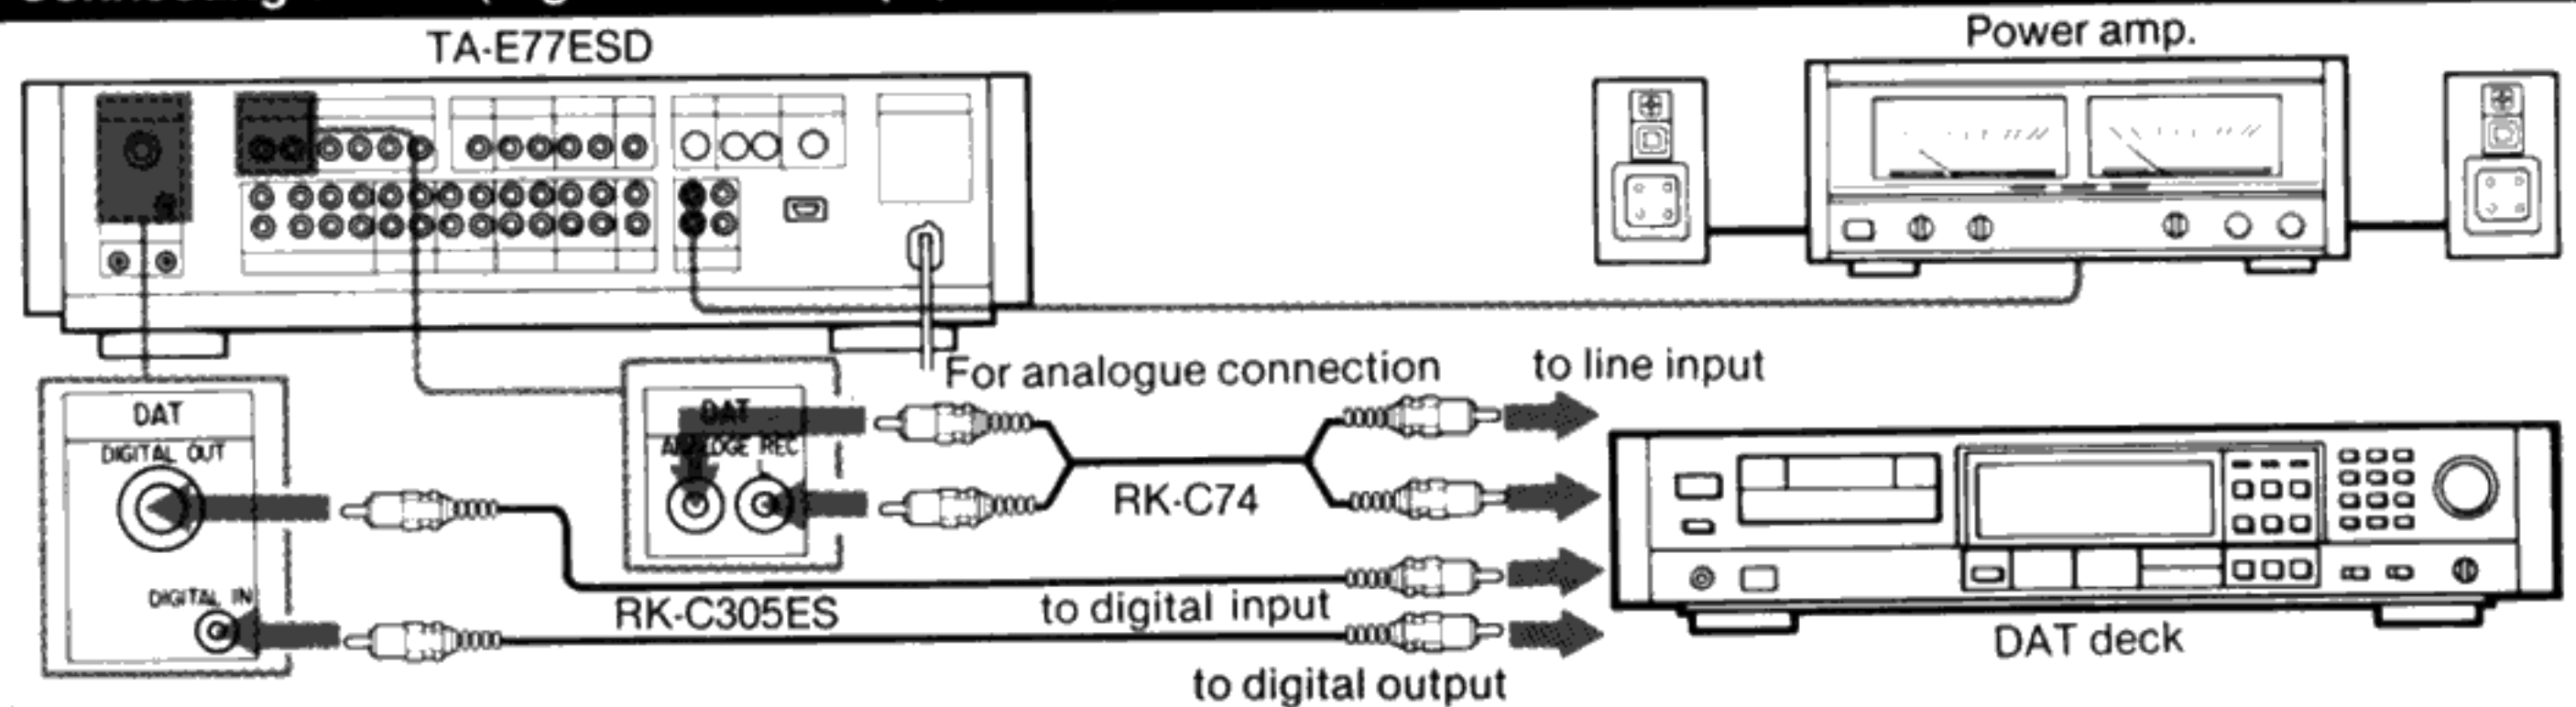 TA-E77ESD
Power amp.
For analogue connection
to line input
DAT
DIGITAL OUT
DIGITAL IN
DAT
ANALOGE REC
RK-C74
RK-C305ES
to digital input
to digital output
DAT deck